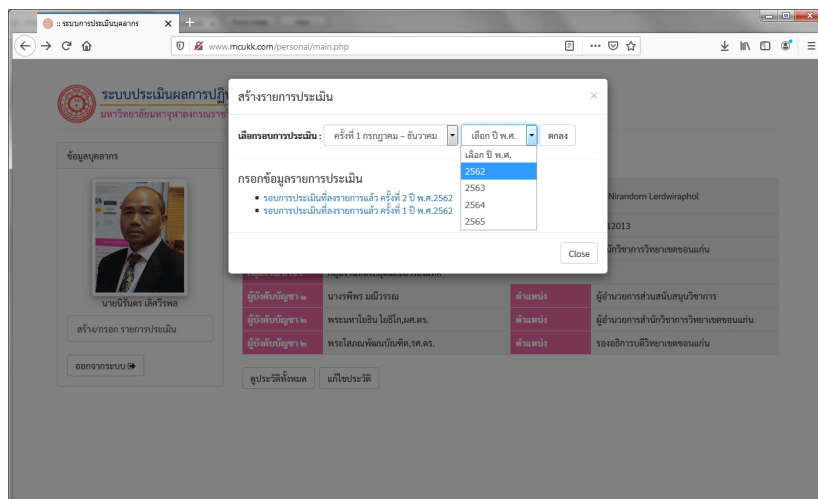 :: ระบบการประเมินบุคลากร
www.mcukk.com/personal/main.php
ระบบประเมินผลการปฏิ
มหาวิทยาลัยมหาจุฬาลงกรณราช
สร้างรายการประเมิน
เลือกรอบการประเมิน :
ครั้งที่ 1 กรกฎาคม – ธันวาคม
เลือก ปี พ.ศ.
ตกลง
เลือก ปี พ.ศ.
2562
2563
2564
2565
กรอกข้อมูลรายการประเมิน
รอบการประเมินที่ลงรายการแล้ว ครั้งที่ 2 ปี พ.ศ.2562
รอบการประเมินที่ลงรายการแล้ว ครั้งที่ 1 ปี พ.ศ.2562
Close
ข้อมูลบุคลากร
นายนิรันดร เลิศวีรพล
สร้าง/กรอก รายการประเมิน
ออกจากระบบ
Nirandorn Lerdwiraphol
12013
นักวิชาการวิทยาเขตขอนแก่น
ผู้บังคับบัญชา ๑ นางรพีพร มณีวรรณ ตำแหน่ง ผู้อำนวยการส่วนสนับสนุนวิชาการ
ผู้บังคับบัญชา ๒ พระมหาโยธิน โยธิโก,ผศ.ดร. ตำแหน่ง ผู้อำนวยการสำนักวิชาการวิทยาเขตขอนแก่น
ผู้บังคับบัญชา ๒ พระโสภณพัฒนบัณฑิต,รศ.ดร. ตำแหน่ง รองอธิการบดีวิทยาเขตขอนแก่น
ดูประวัติทั้งหมด
แก้ไขประวัติ